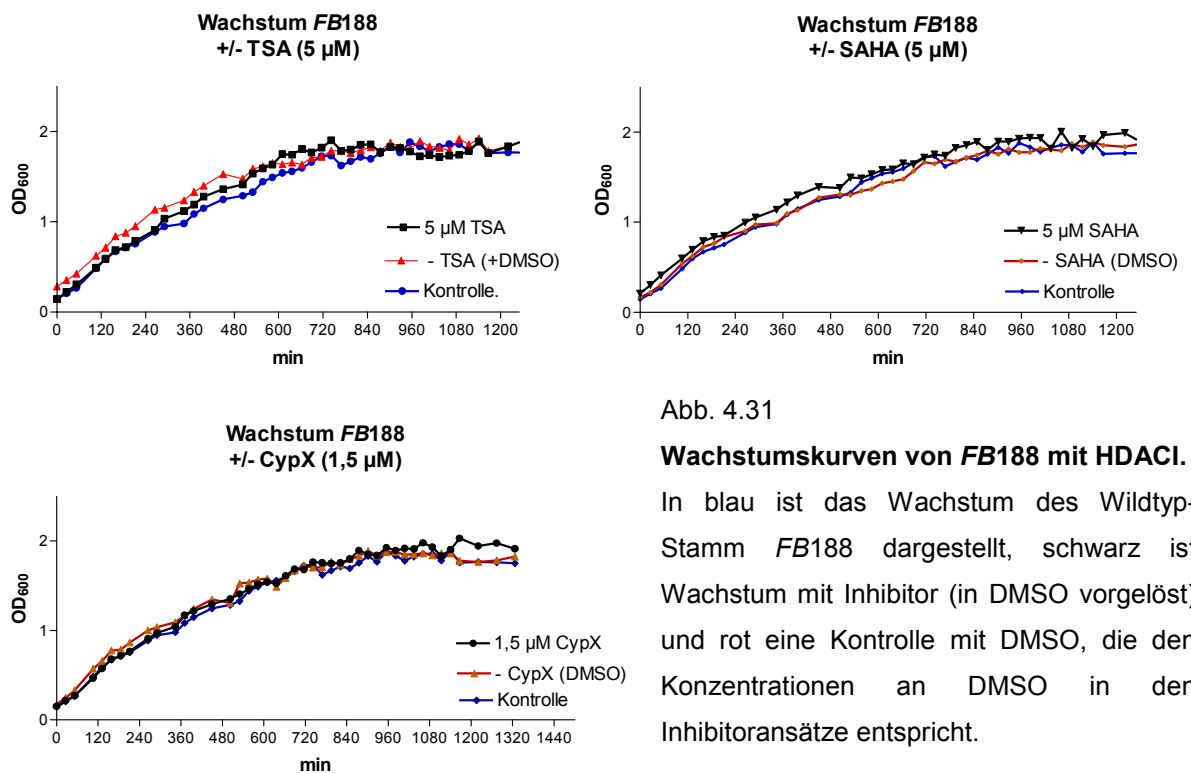 Wachstum FB188
+/- TSA (5 µM)
OD600
2
1
0
5 µM TSA
- TSA (+DMSO)
Kontrolle.
0 120 240 360 480 600 720 840 960 1080 1200
min
Wachstum FB188
+/- SAHA (5 µM)
OD600
2
1
0
5 µM SAHA
- SAHA (DMSO)
Kontrolle
0 120 240 360 480 600 720 840 960 1080 1200
min
Wachstum FB188
+/- CypX (1,5 µM)
OD600
2
1
0
1,5 µM CypX
- CypX (DMSO)
Kontrolle
0 120 240 360 480 600 720 840 960 1080 1200 1320 1440
min
Abb. 4.31
Wachstumskurven von FB188 mit HDACI.
In blau ist das Wachstum des Wildtyp-
Stamm FB188 dargestellt, schwarz ist
Wachstum mit Inhibitor (in DMSO vorgelöst)
und rot eine Kontrolle mit DMSO, die den
Konzentrationen an DMSO in den
Inhibitoransätze entspricht.